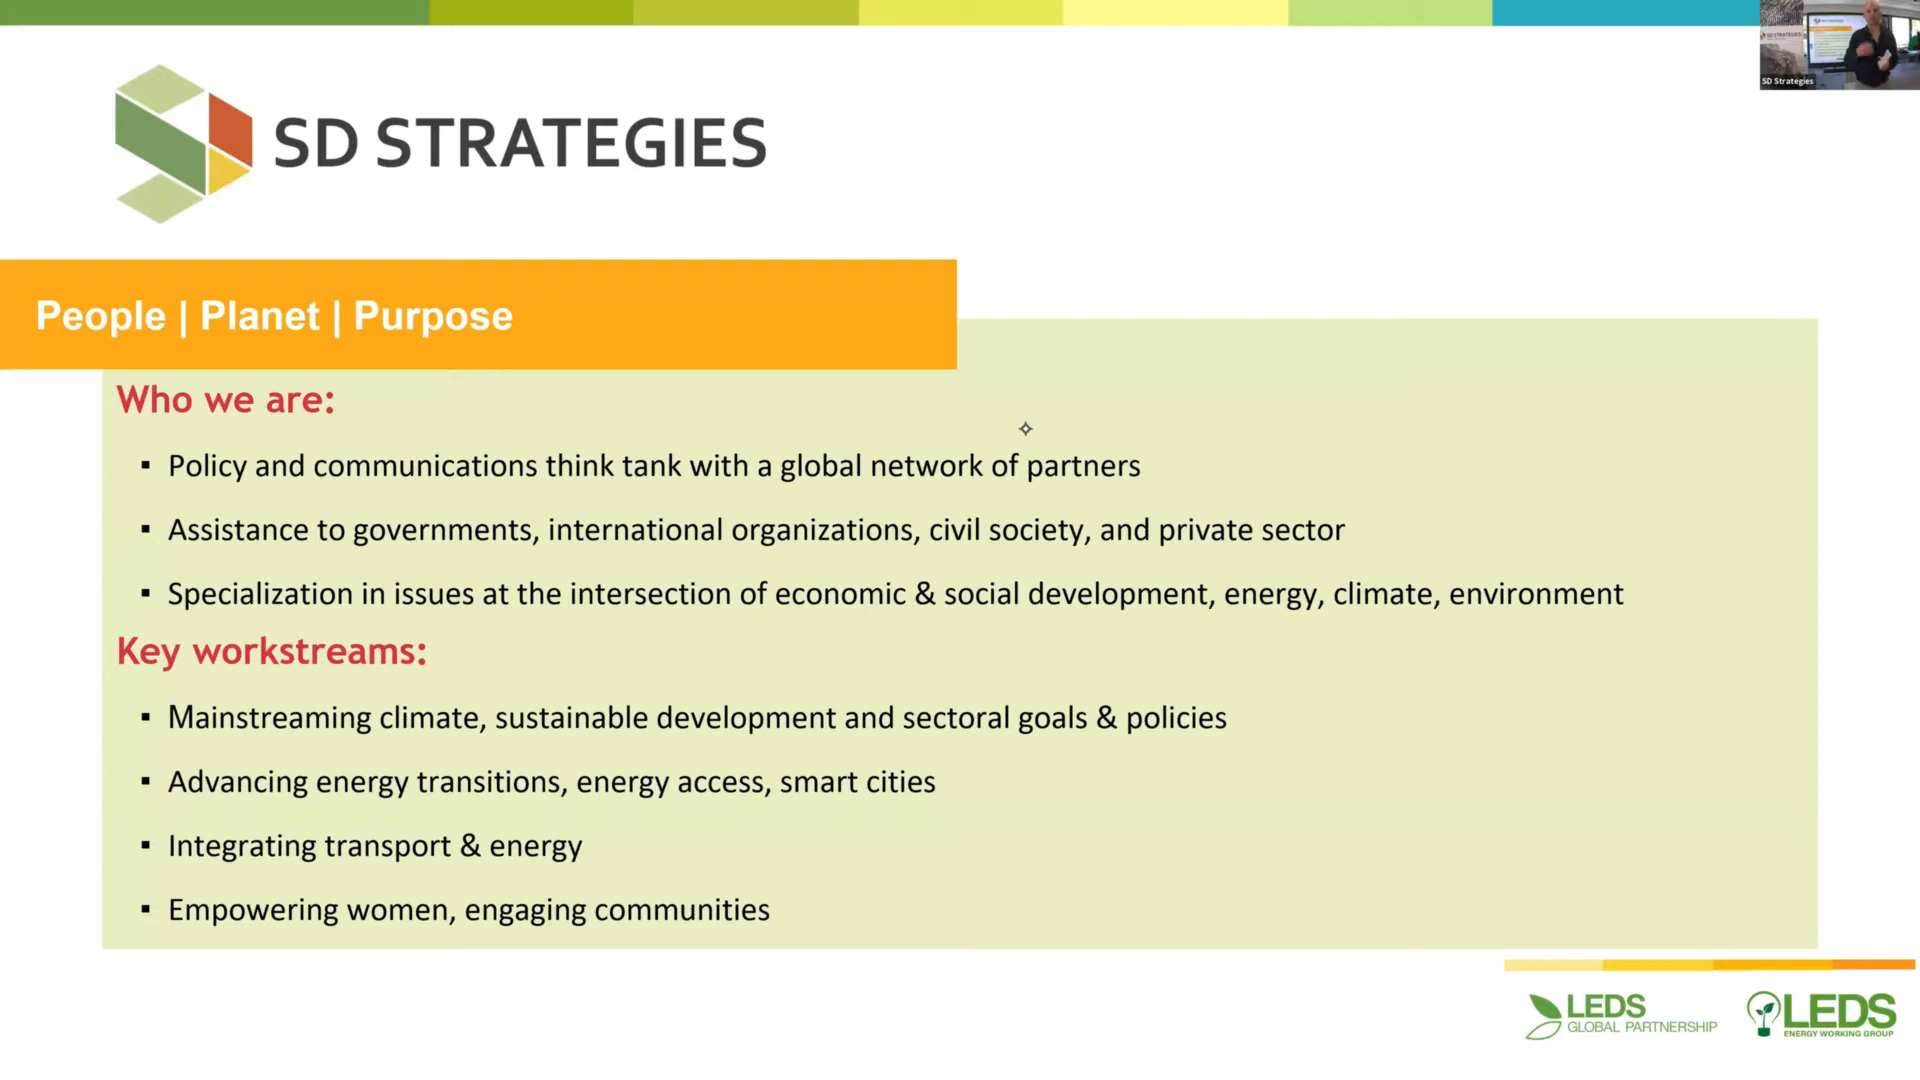 SD Strategies
SD STRATEGIES
People | Planet | Purpose
Who we are:
▪ Policy and communications think tank with a global network of partners
▪ Assistance to governments, international organizations, civil society, and private sector
▪ Specialization in issues at the intersection of economic & social development, energy, climate, environment
Key workstreams:
▪ Mainstreaming climate, sustainable development and sectoral goals & policies
▪ Advancing energy transitions, energy access, smart cities
▪ Integrating transport & energy
▪ Empowering women, engaging communities
LEDS
GLOBAL PARTNERSHIP
LEDS
ENERGY WORKING GROUP